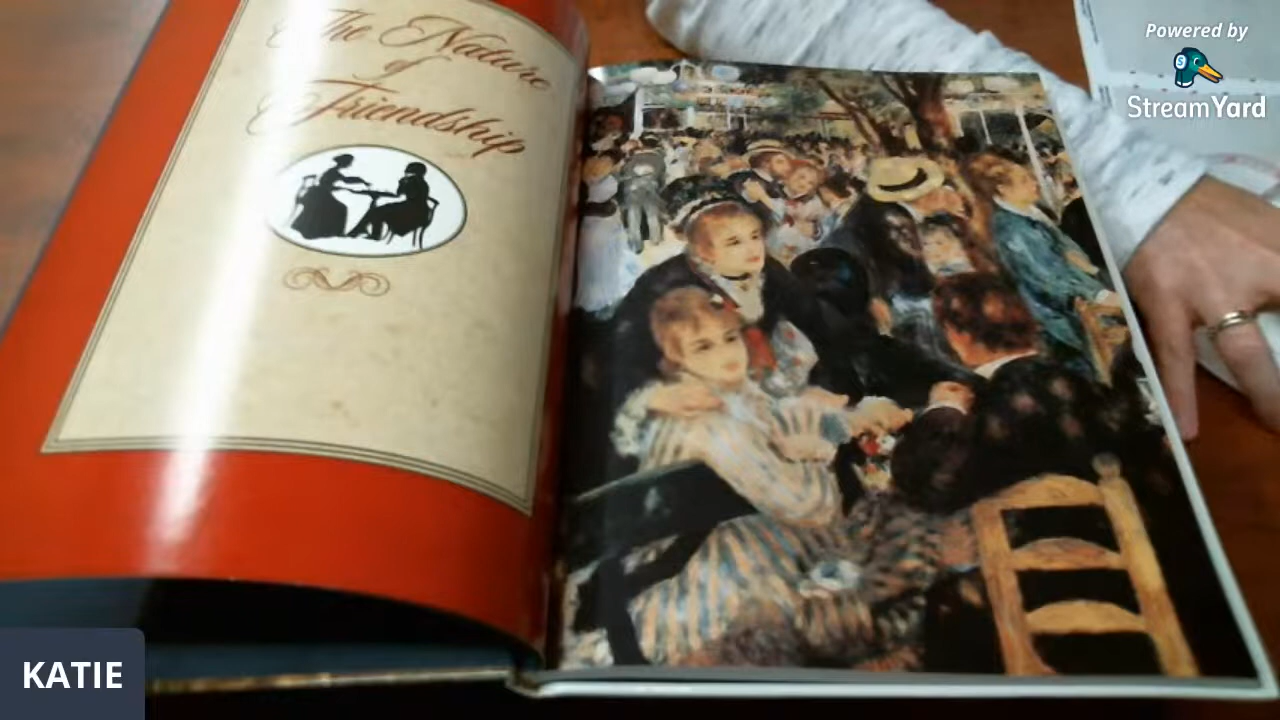 The Nature
of
Friendship
Powered by
StreamYard
KATIE